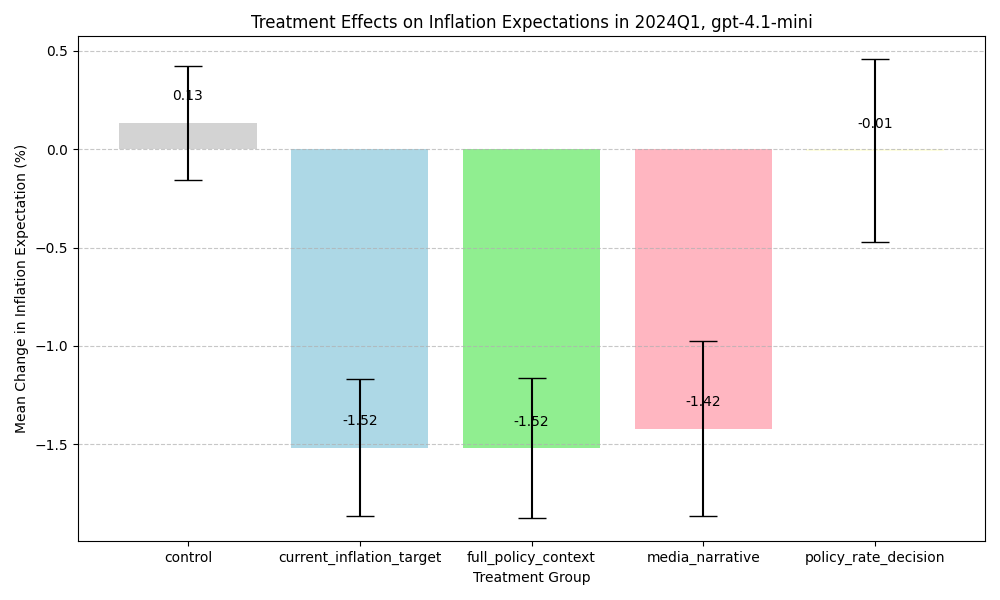 Treatment Effects on Inflation Expectations in 2024Q1, gpt-4.1-mini
Mean Change in Inflation Expectation (%)
0.5
0.0
−0.5
−1.0
−1.5
0.13
-1.52
-1.52
-1.42
-0.01
control
current_inflation_target
full_policy_context
media_narrative
policy_rate_decision
Treatment Group